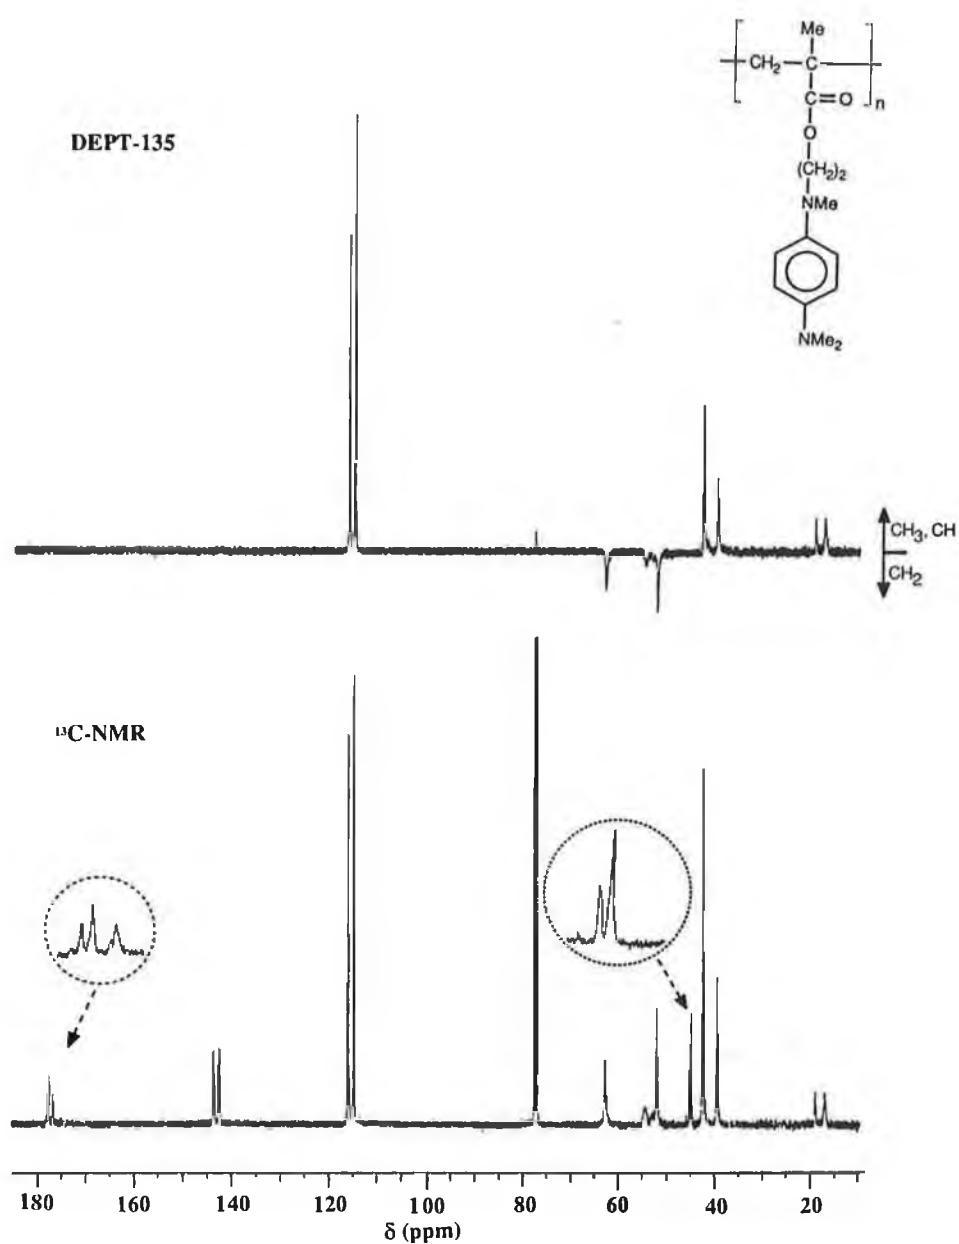 Me
CH₂—C
C=O
n
O
(CH₂)₂
NMe
NMe₂
DEPT-135
CH₃, CH
CH₂
¹³C-NMR
180 160 140 120 100 80 60 40 20
δ (ppm)